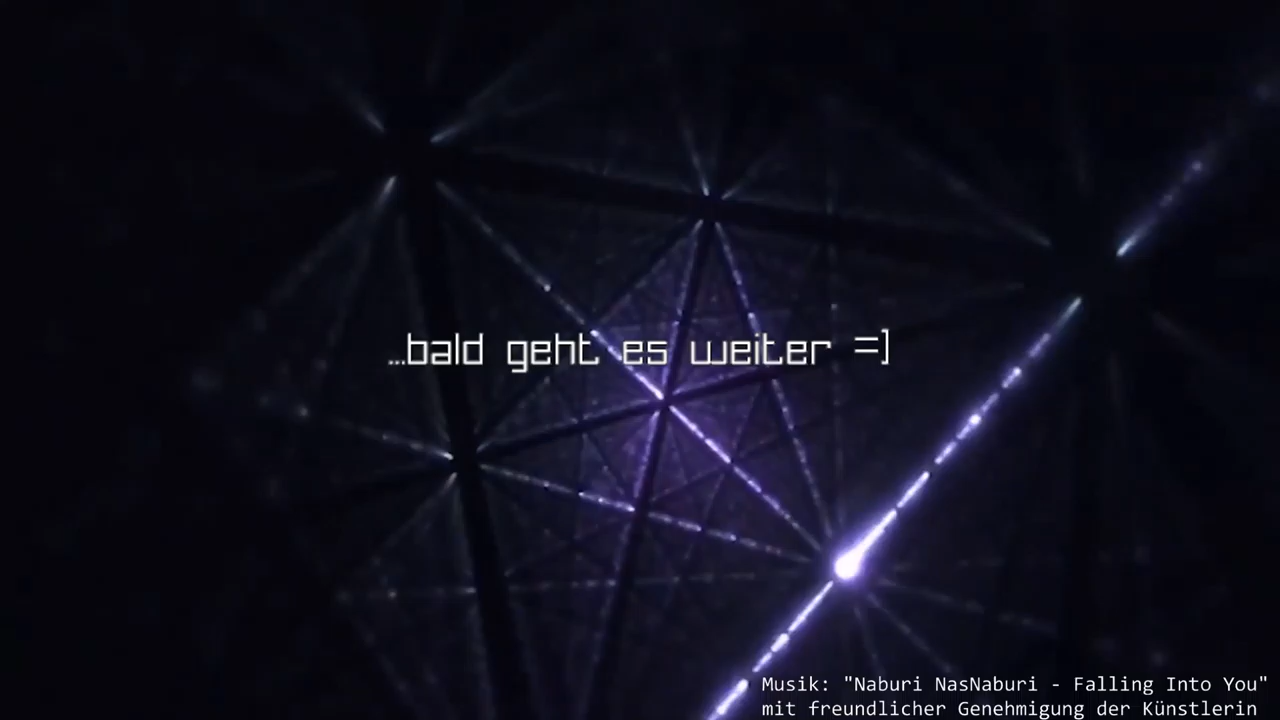 ...bald geht es weiter =]
Musik: "Naburi NasNaburi - Falling Into You"
mit freundlicher Genehmigung der Künstlerin